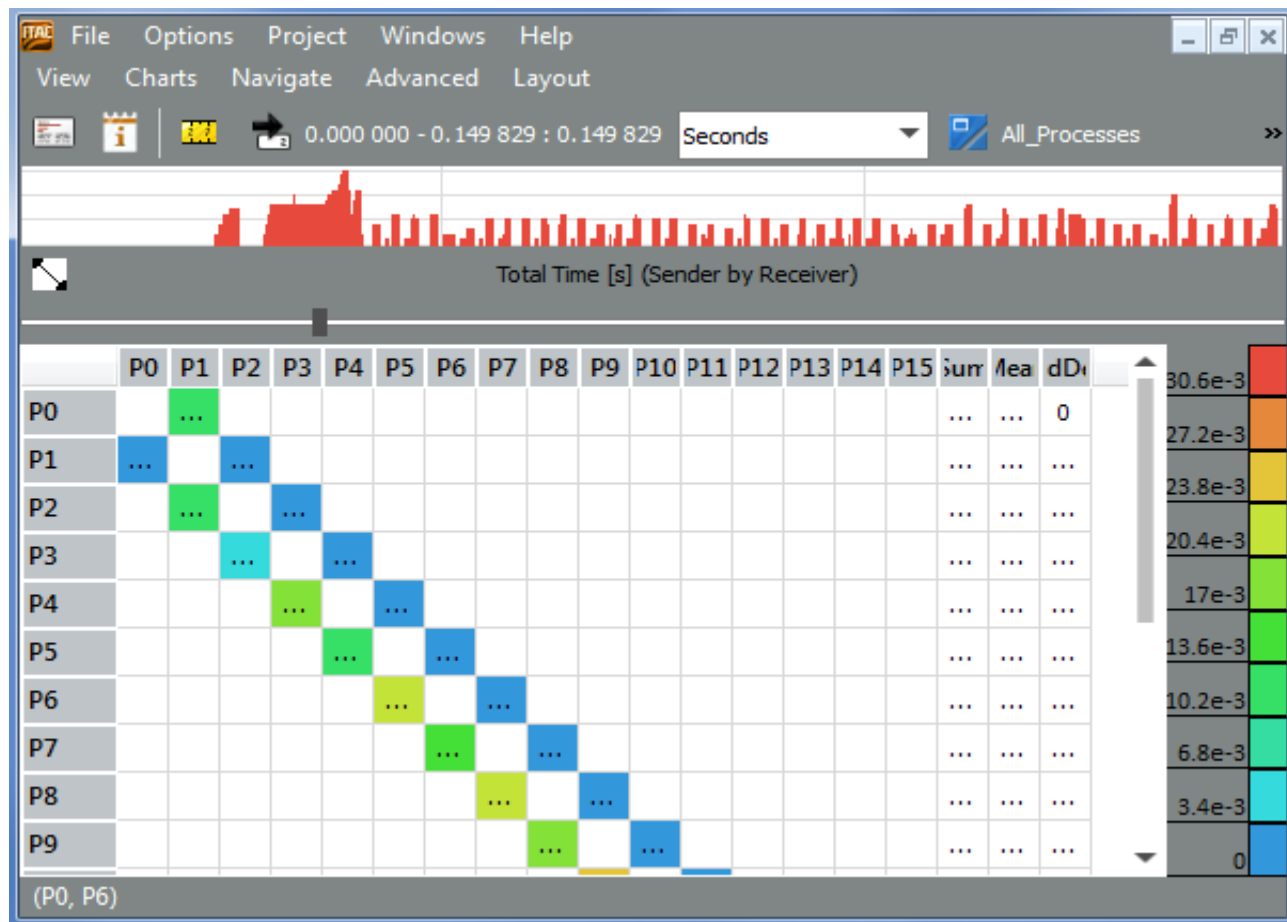 ITAC File Options Project Windows Help
View Charts Navigate Advanced Layout
0.000 000 - 0.149 829 : 0.149 829 Seconds All_Processes »
Total Time [s] (Sender by Receiver)
P0 P1 P2 P3 P4 P5 P6 P7 P8 P9 P10 P11 P12 P13 P14 P15 Sum Mea dD
30.6e-3
P0 ... ... ... 0
27.2e-3
P1 ... ... ... ... ...
23.8e-3
P2 ... ... ... ... ...
20.4e-3
P3 ... ... ... ... ...
17e-3
P4 ... ... ... ... ...
13.6e-3
P5 ... ... ... ... ...
10.2e-3
P6 ... ... ... ... ...
6.8e-3
P7 ... ... ... ... ...
3.4e-3
P8 ... ... ... ... ...
P9 ... ... ... ... ...
0
(P0, P6)